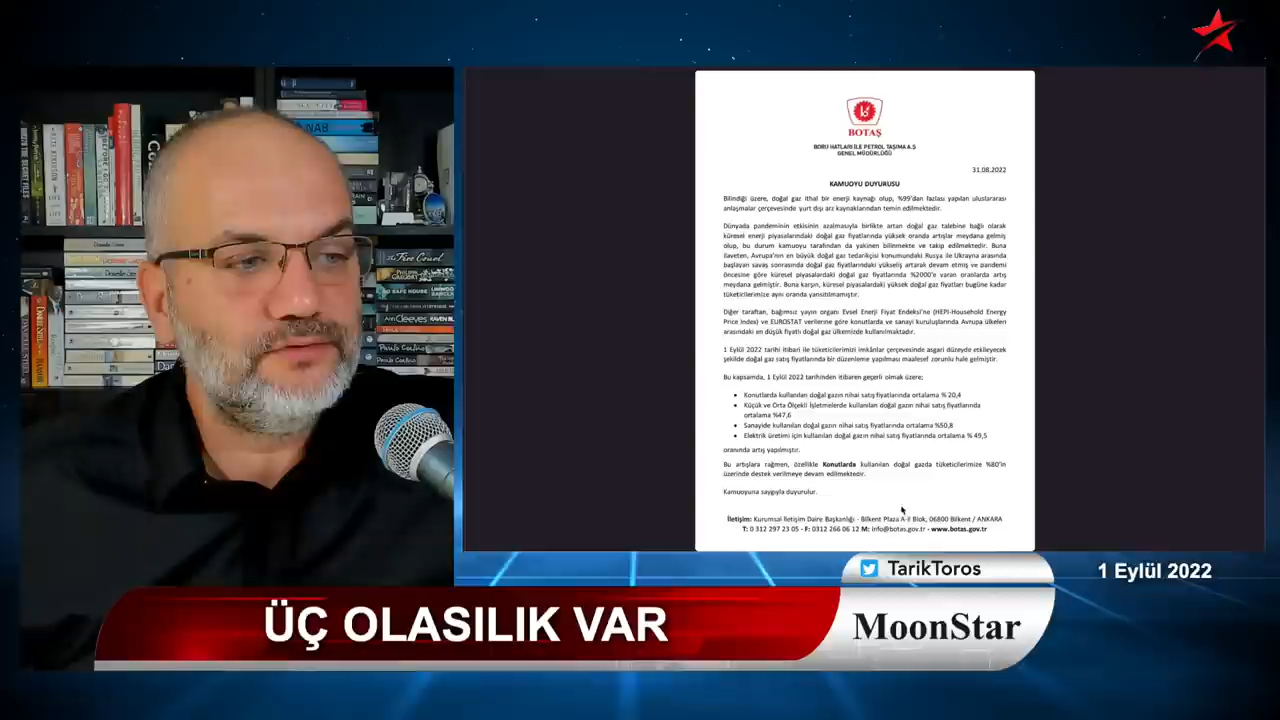 BOTAŞ
BORU HATLARI İLE PETROL TAŞIMA A.Ş
GENEL MÜDÜRLÜĞÜ
31.08.2022
KAMUOYU DUYURUSU
Bilindiği üzere, doğal gaz ithal bir enerji kaynağı olup, %99'dan fazlası yapılan uluslararası
anlaşmalar çerçevesinde yurt dışı arz kaynaklarından temin edilmektedir.
Dünyada pandeminin etkisinin azalmasıyla birlikte artan doğal gaz talebine bağlı olarak
küresel enerji piyasalarındaki doğal gaz fiyatlarında yüksek oranda artışlar meydana gelmiş
olup, bu durum kamuoyu tarafından da yakinen bilinmekte ve takip edilmektedir. Buna
ilaveten, Avrupa'nın en büyük doğal gaz tedarikçisi konumundaki Rusya ile Ukrayna arasında
başlayan savaş sonrasında doğal gaz fiyatlarındaki yükseliş artarak devam etmiş ve pandemi
öncesine göre küresel piyasalardaki doğal gaz fiyatlarında %2000'e varan oranlarda artış
meydana gelmiştir. Buna karşın, küresel piyasalardaki yüksek doğal gaz fiyatları bugüne kadar
tüketicilerimize aynı oranda yansıtılmamıştır.
Diğer taraftan, bağımsız yayın organı Evsel Enerji Fiyat Endeksi'ne (HEPI-Household Energy
Price Index) ve EUROSTAT verilerine göre konutlarda ve sanayi kuruluşlarında Avrupa ülkeleri
arasındaki en düşük fiyatlı doğal gaz ülkemizde kullanılmaktadır.
1 Eylül 2022 tarihi itibari ile tüketicilerimizi imkânlar çerçevesinde asgari düzeyde etkileyecek
şekilde doğal gaz satış fiyatlarında bir düzenleme yapılması maalesef zorunlu hale gelmiştir.
Bu kapsamda, 1 Eylül 2022 tarihinden itibaren geçerli olmak üzere;
• Konutlarda kullanılan doğal gazın nihai satış fiyatlarında ortalama % 20,4
• Küçük ve Orta Ölçekli İşletmelerde kullanılan doğal gazın nihai satış fiyatlarında
ortalama %47,6
• Sanayide kullanılan doğal gazın nihai satış fiyatlarında ortalama %50,8
• Elektrik üretimi için kullanılan doğal gazın nihai satış fiyatlarında ortalama % 49,5
oranında artış yapılmıştır.
Bu artışlara rağmen, özellikle Konutlarda kullanılan doğal gazda tüketicilerimize %80'in
üzerinde destek verilmeye devam edilmektedir.
Kamuoyuna saygıyla duyurulur.
İletişim: Kurumsal İletişim Daire Başkanlığı - Bilkent Plaza A-II Blok, 06800 Bilkent / ANKARA
T: 0 312 297 23 05 - F: 0312 266 06 12 M: info@botas.gov.tr - www.botas.gov.tr
TarikToros
1 Eylül 2022
ÜÇ OLASILIK VAR
MoonStar